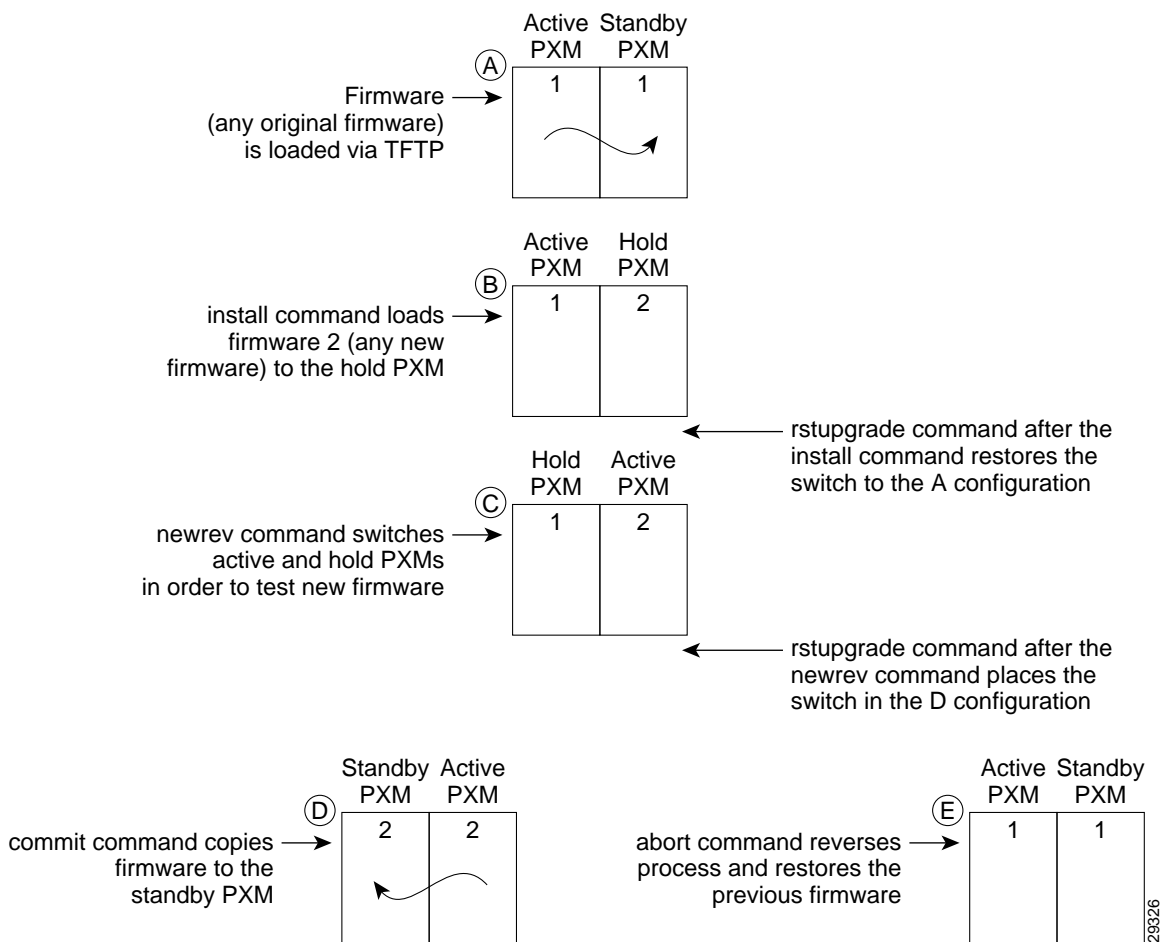 Active Standby
PXM PXM
A
1 1
Firmware
(any original firmware)
is loaded via TFTP
Active Hold
PXM PXM
B
1 2
install command loads
firmware 2 (any new
firmware) to the hold PXM
rstupgrade command after the
install command restores the
switch to the A configuration
Hold Active
PXM PXM
C
1 2
newrev command switches
active and hold PXMs
in order to test new firmware
rstupgrade command after the
newrev command places the
switch in the D configuration
Standby Active
PXM PXM
D
2 2
commit command copies
firmware to the
standby PXM
Active Standby
PXM PXM
E
1 1
abort command reverses
process and restores the
previous firmware
29326